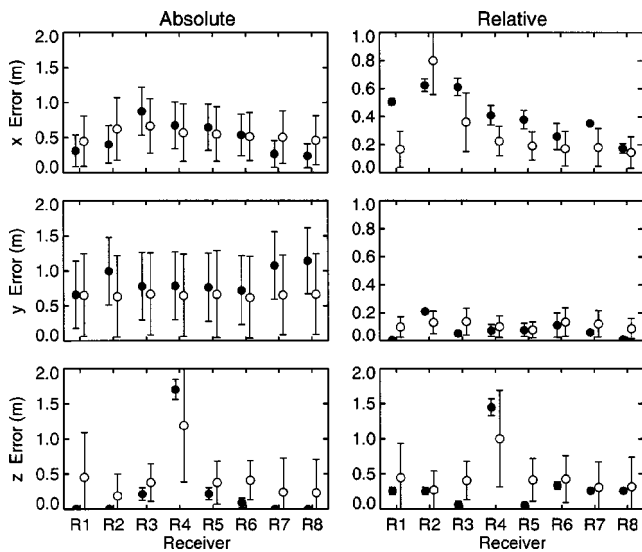 Absolute Relative
2.0 1.0
1.5 0.8
x Error (m) 1.0 0.6
0.4
0.5 0.2
0.0 0.0
2.0 1.0
1.5 0.8
y Error (m) 1.0 0.6
0.4
0.5 0.2
0.0 0.0
2.0 2.0
1.5 1.5
z Error (m) 1.0 1.0
0.5 0.5
0.0 0.0
R1 R2 R3 R4 R5 R6 R7 R8 R1 R2 R3 R4 R5 R6 R7 R8
Receiver Receiver